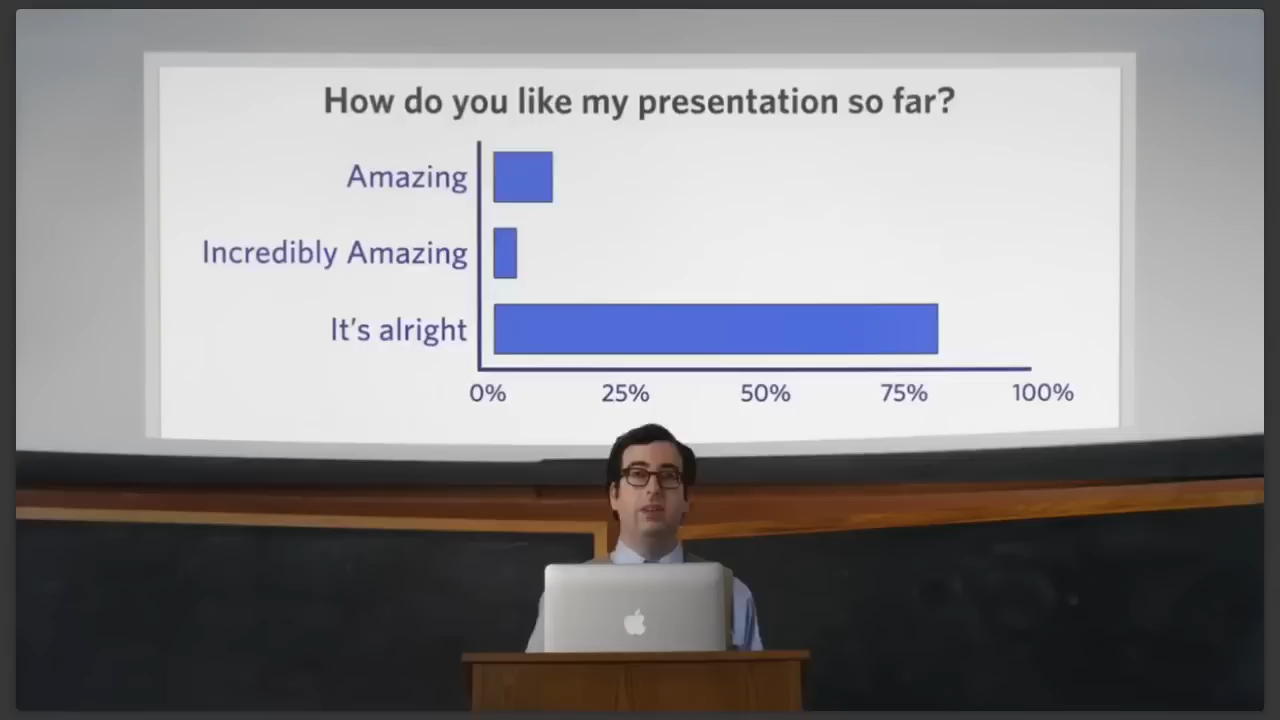 How do you like my presentation so far?
Amazing
Incredibly Amazing
It's alright
0% 25% 50% 75% 100%